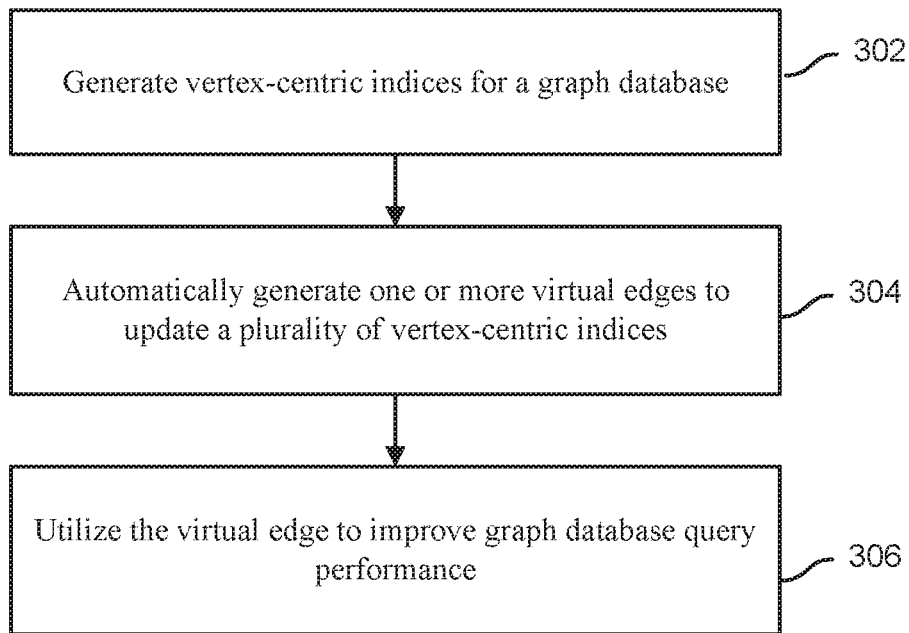 Generate vertex-centric indices for a graph database
302
Automatically generate one or more virtual edges to
update a plurality of vertex-centric indices
304
Utilize the virtual edge to improve graph database query
performance
306